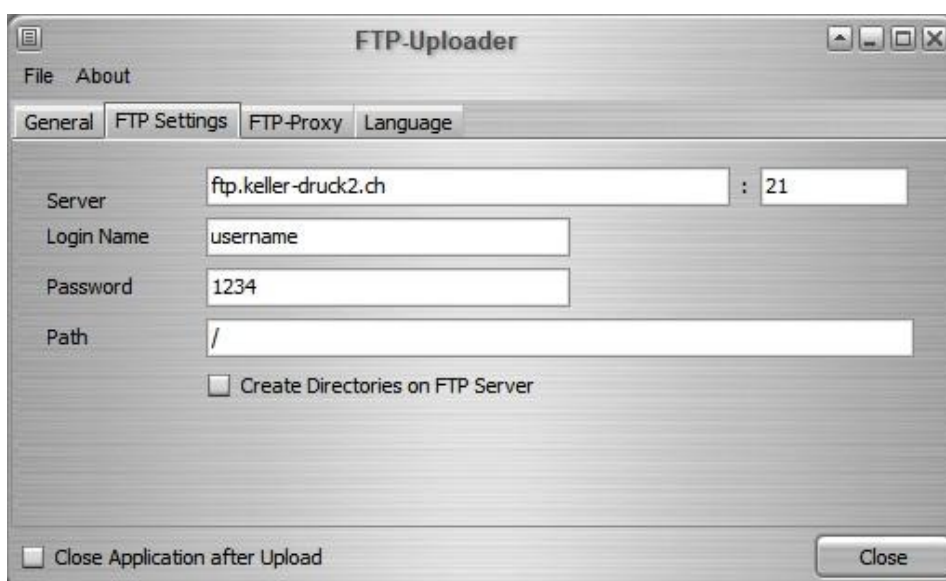 FTP-Uploader
File About
General FTP Settings FTP-Proxy Language
Server ftp.keller-druck2.ch : 21
Login Name username
Password 1234
Path /
Create Directories on FTP Server
Close Application after Upload Close